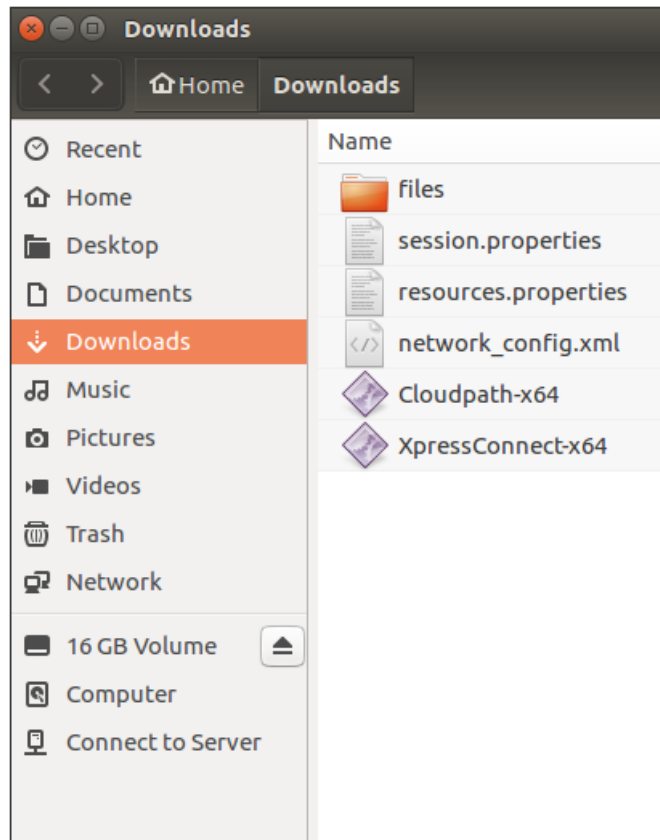 Downloads
Home Downloads
Recent
Home
Desktop
Documents
Downloads
Music
Pictures
Videos
Trash
Network
16 GB Volume
Computer
Connect to Server
Name
files
session.properties
resources.properties
network_config.xml
Cloudpath-x64
XpressConnect-x64